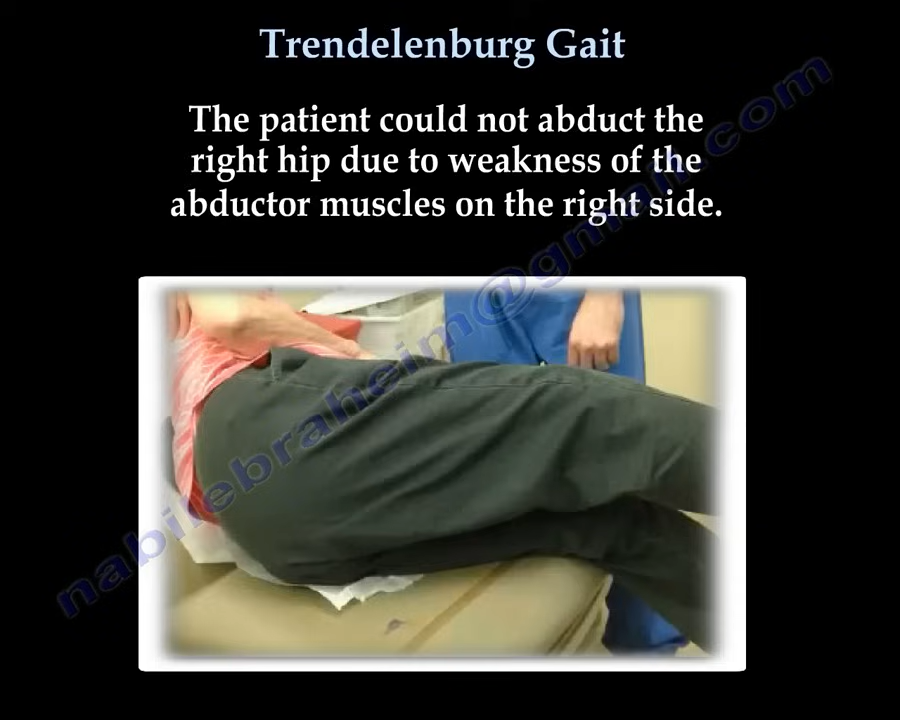 Trendelenburg Gait
The patient could not abduct the
right hip due to weakness of the
abductor muscles on the right side.
nabilebraheim@gmail.com